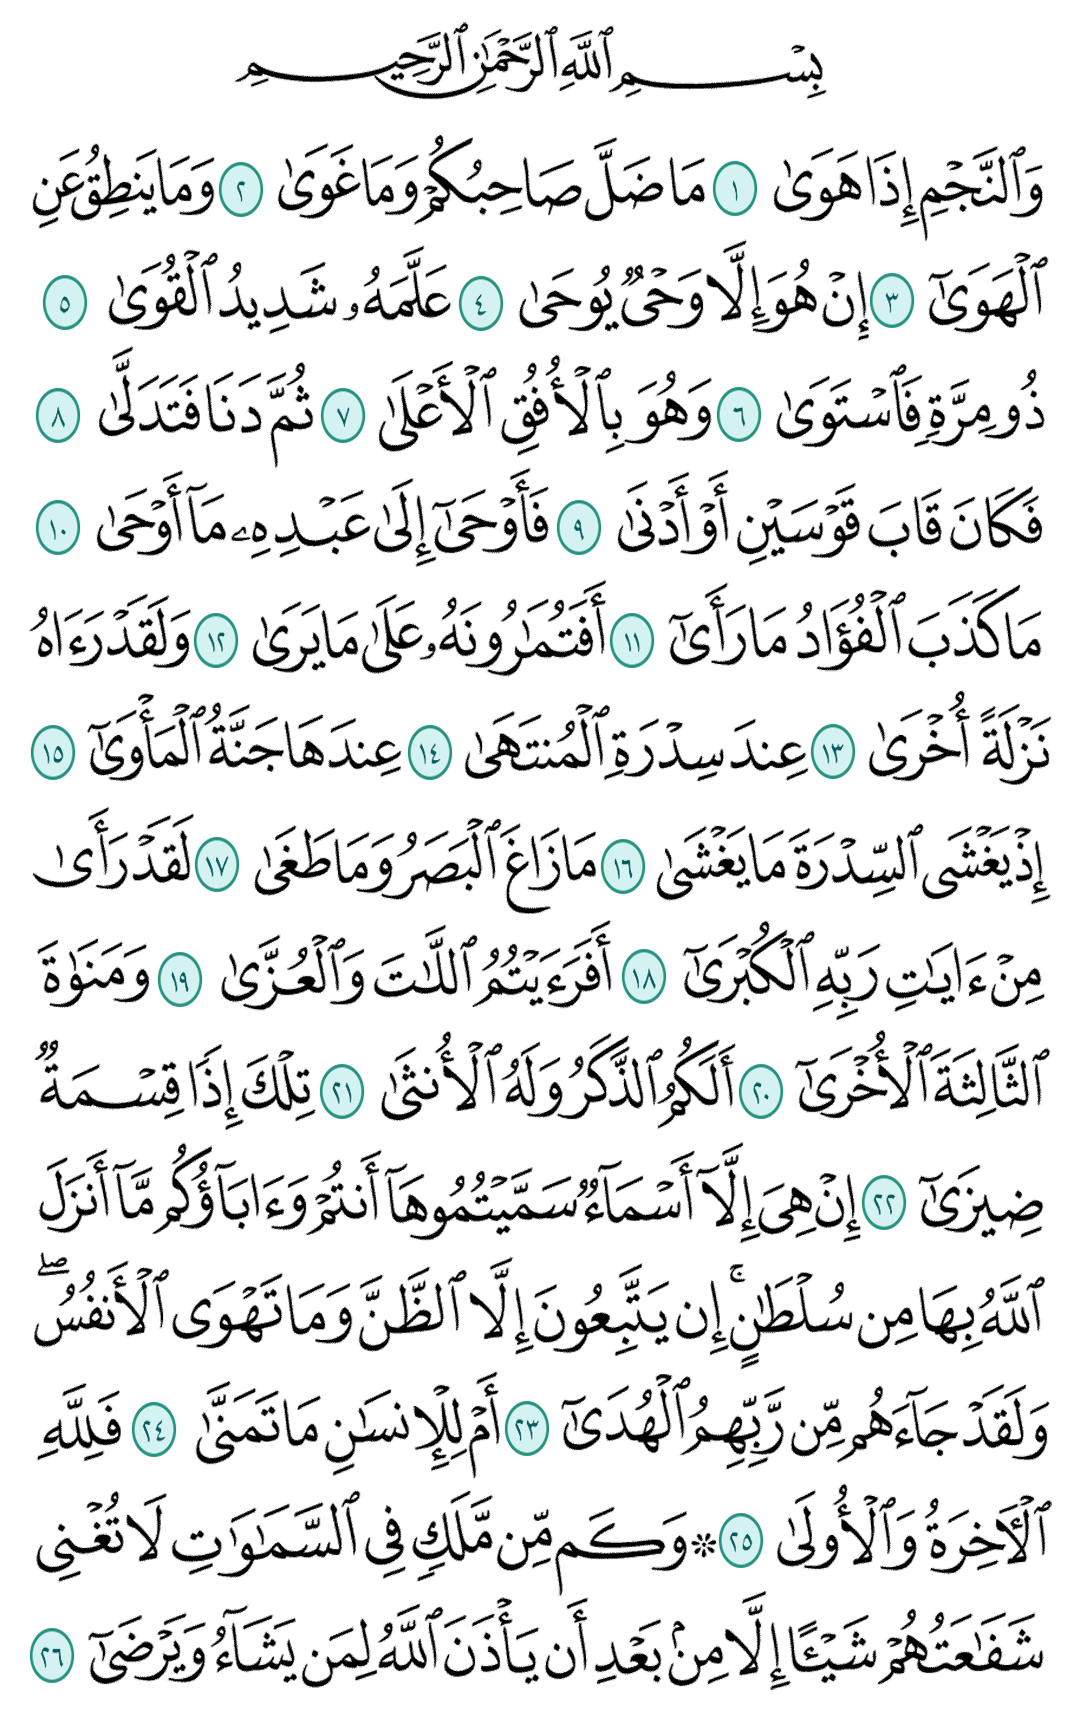 بِسْمِ ٱللَّهِ ٱلرَّحْمَٰنِ ٱلرَّحِيمِ
وَٱلنَّجْمِ إِذَا هَوَىٰ ١ مَا ضَلَّ صَاحِبُكُمْ وَمَا غَوَىٰ ٢ وَمَا يَنطِقُ عَنِ
ٱلْهَوَىٰٓ ٣ إِنْ هُوَ إِلَّا وَحْىٌ يُوحَىٰ ٤ عَلَّمَهُۥ شَدِيدُ ٱلْقُوَىٰ ٥
ذُو مِرَّةٍ فَٱسْتَوَىٰ ٦ وَهُوَ بِٱلْأُفُقِ ٱلْأَعْلَىٰ ٧ ثُمَّ دَنَا فَتَدَلَّىٰ ٨
فَكَانَ قَابَ قَوْسَيْنِ أَوْ أَدْنَىٰ ٩ فَأَوْحَىٰٓ إِلَىٰ عَبْدِهِۦ مَآ أَوْحَىٰ ١٠
مَا كَذَبَ ٱلْفُؤَادُ مَا رَأَىٰٓ ١١ أَفَتُمَٰرُونَهُۥ عَلَىٰ مَا يَرَىٰ ١٢ وَلَقَدْ رَءَاهُ
نَزْلَةً أُخْرَىٰ ١٣ عِندَ سِدْرَةِ ٱلْمُنتَهَىٰ ١٤ عِندَهَا جَنَّةُ ٱلْمَأْوَىٰٓ ١٥
إِذْ يَغْشَى ٱلسِّدْرَةَ مَا يَغْشَىٰ ١٦ مَا زَاغَ ٱلْبَصَرُ وَمَا طَغَىٰ ١٧ لَقَدْ رَأَىٰ
مِنْ ءَايَٰتِ رَبِّهِ ٱلْكُبْرَىٰٓ ١٨ أَفَرَءَيْتُمُ ٱللَّٰتَ وَٱلْعُزَّىٰ ١٩ وَمَنَوٰةَ
ٱلثَّالِثَةَ ٱلْأُخْرَىٰٓ ٢٠ أَلَكُمُ ٱلذَّكَرُ وَلَهُ ٱلْأُنثَىٰ ٢١ تِلْكَ إِذًا قِسْمَةٌ
ضِيزَىٰٓ ٢٢ إِنْ هِىَ إِلَّآ أَسْمَآءٌ سَمَّيْتُمُوهَآ أَنتُمْ وَءَابَآؤُكُم مَّآ أَنزَلَ
ٱللَّهُ بِهَا مِن سُلْطَٰنٍ ۚ إِن يَتَّبِعُونَ إِلَّا ٱلظَّنَّ وَمَا تَهْوَى ٱلْأَنفُسُ ۖ
وَلَقَدْ جَآءَهُم مِّن رَّبِّهِمُ ٱلْهُدَىٰٓ ٢٣ أَمْ لِلْإِنسَٰنِ مَا تَمَنَّىٰ ٢٤ فَلِلَّهِ
ٱلْءَاخِرَةُ وَٱلْأُولَىٰ ٢٥ ۞ وَكَم مِّن مَّلَكٍ فِى ٱلسَّمَٰوَٰتِ لَا تُغْنِى
شَفَٰعَتُهُمْ شَيْـًٔا إِلَّا مِنۢ بَعْدِ أَن يَأْذَنَ ٱللَّهُ لِمَن يَشَآءُ وَيَرْضَىٰٓ ٢٦